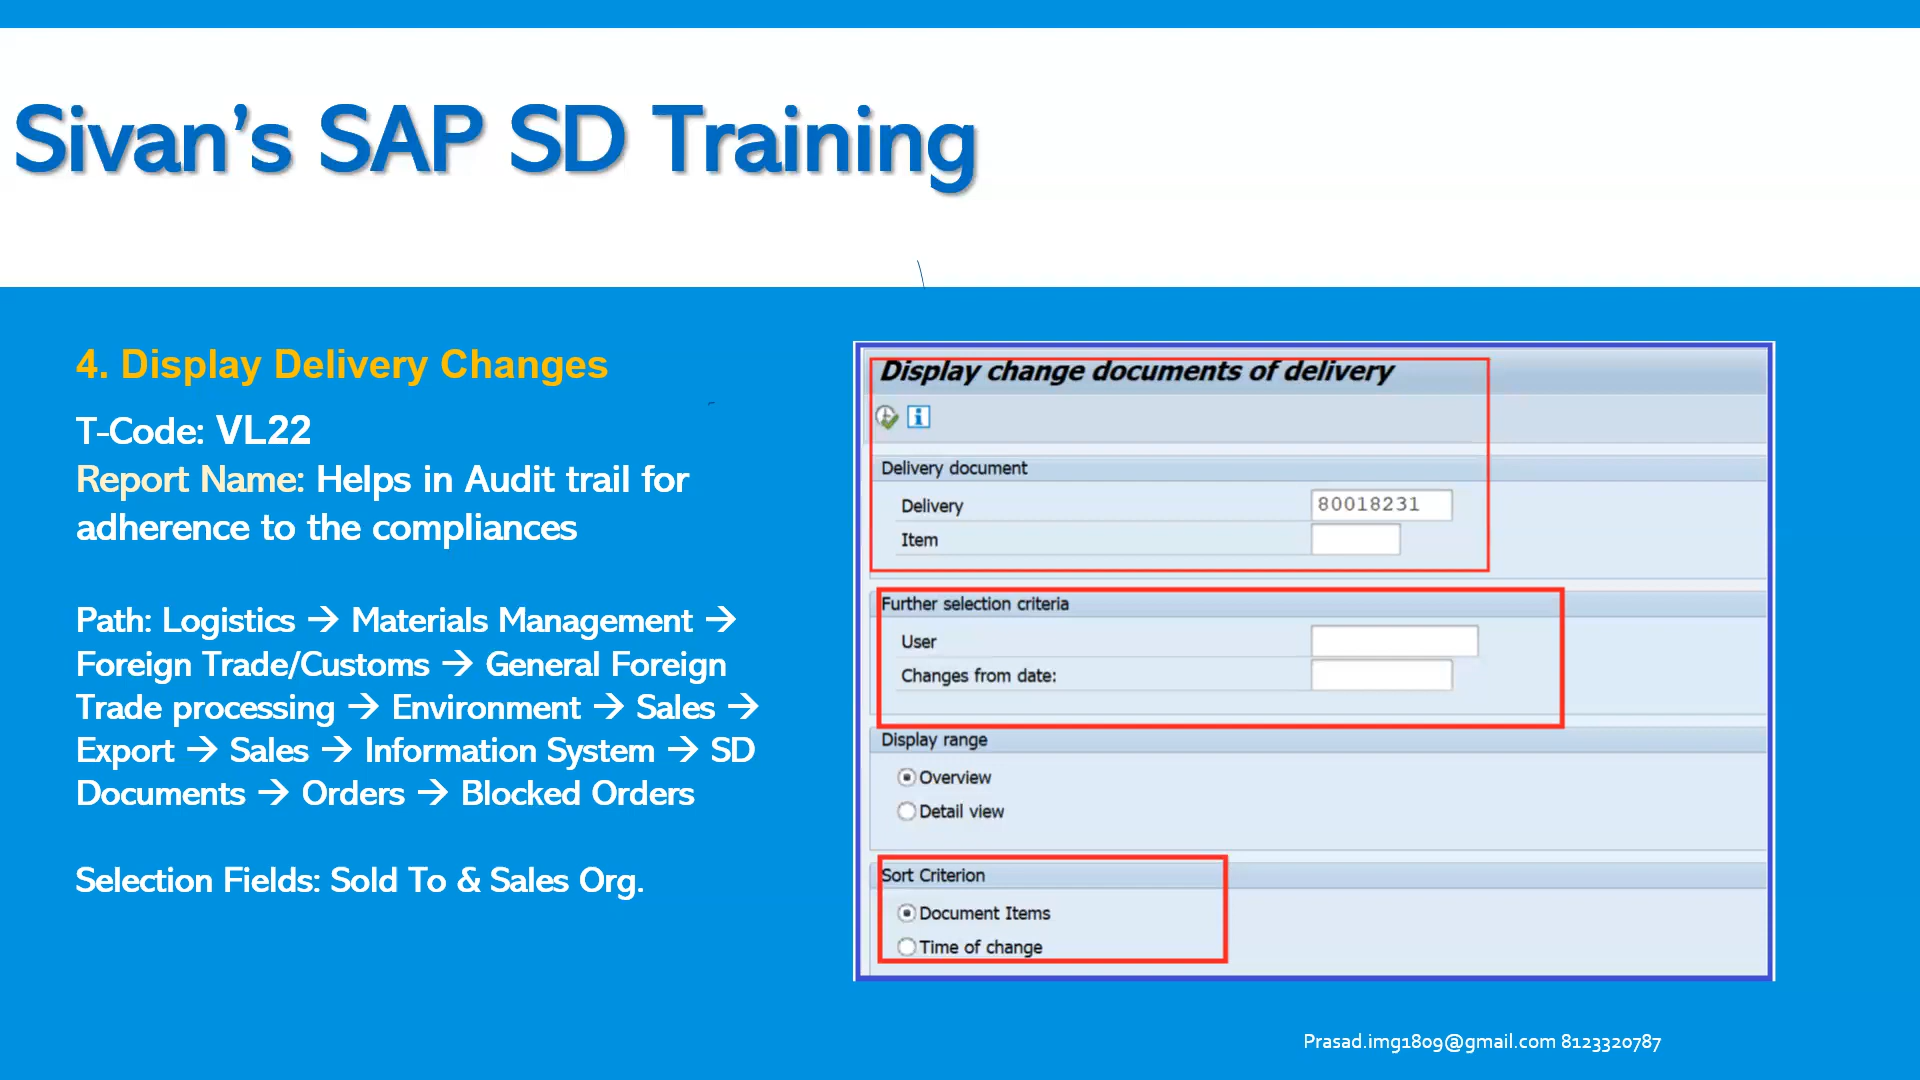 Sivan’s SAP SD Training
4. Display Delivery Changes
T-Code: VL22
Report Name: Helps in Audit trail for
adherence to the compliances
Path: Logistics → Materials Management →
Foreign Trade/Customs → General Foreign
Trade processing → Environment → Sales →
Export → Sales → Information System → SD
Documents → Orders → Blocked Orders
Selection Fields: Sold To & Sales Org.
Display change documents of delivery
Delivery document
Delivery 80018231
Item
Further selection criteria
User
Changes from date:
Display range
Overview
Detail view
Sort Criterion
Document Items
Time of change
Prasad.img1809@gmail.com 8123320787